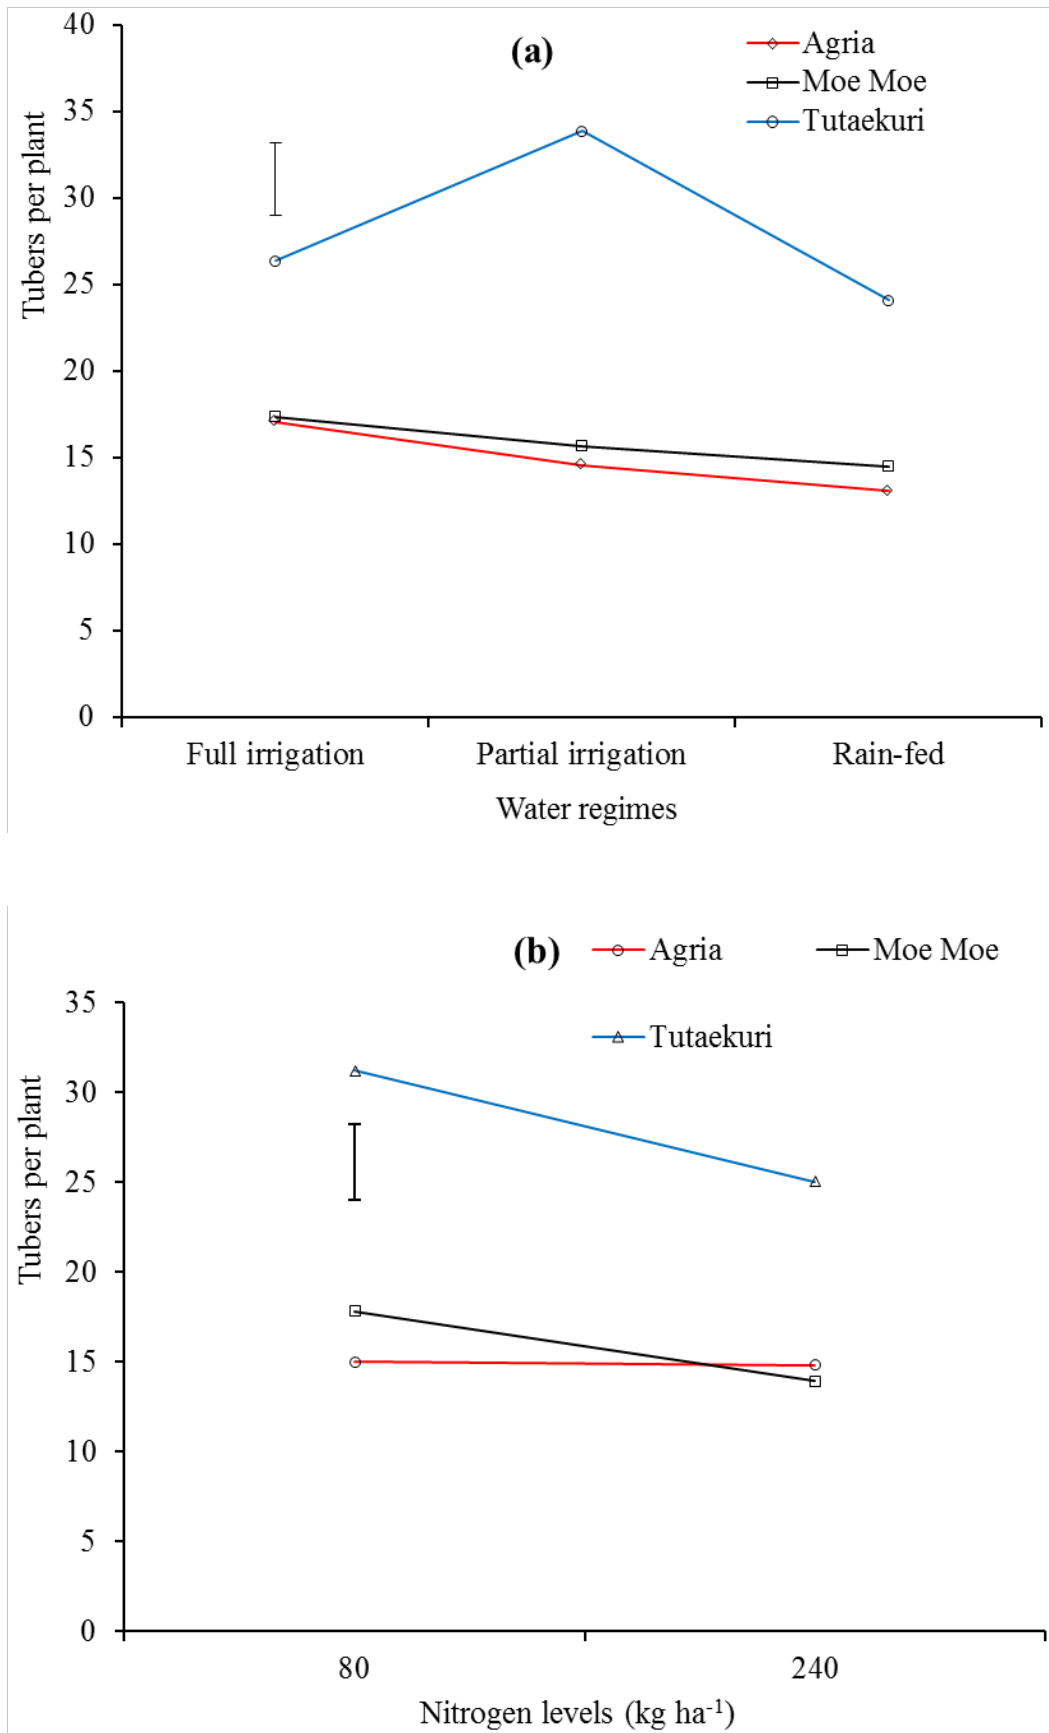 (a)
Agria
Moe Moe
Tutaekuri
Tubers per plant
40
35
30
25
20
15
10
5
0
Full irrigation Partial irrigation Rain-fed
Water regimes
(b)
Agria Moe Moe
Tutaekuri
Tubers per plant
35
30
25
20
15
10
5
0
80 240
Nitrogen levels (kg ha⁻¹)